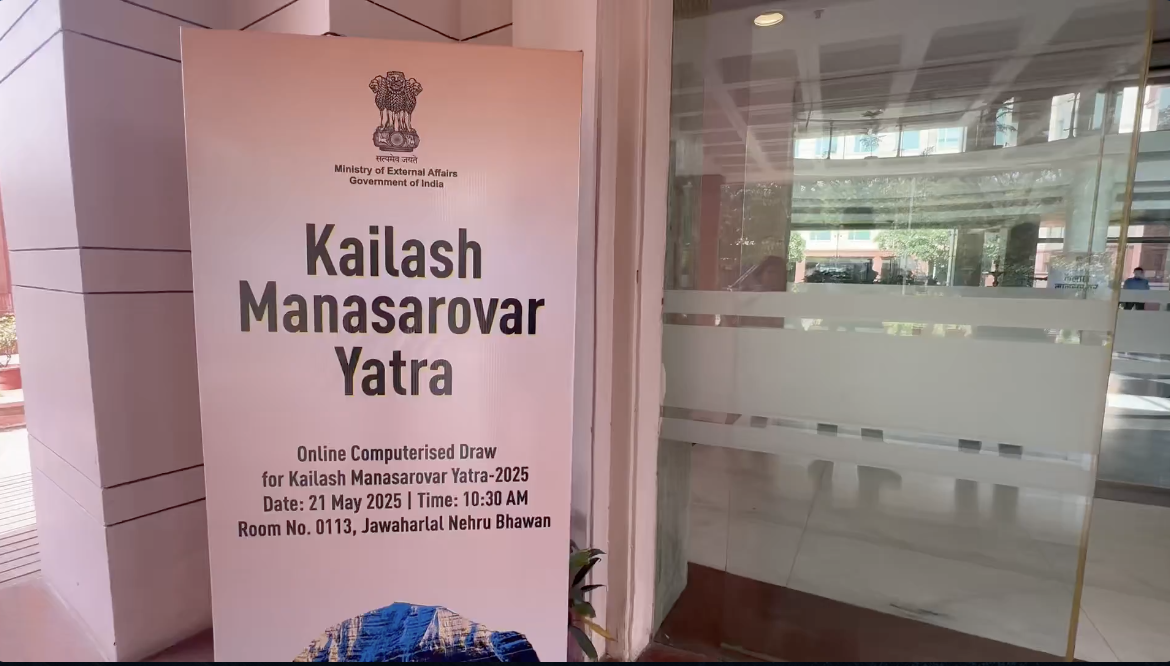 सत्यमेव जयते
Ministry of External Affairs
Government of India
Kailash
Manasarovar
Yatra
Online Computerised Draw
for Kailash Manasarovar Yatra-2025
Date: 21 May 2025 | Time: 10:30 AM
Room No. 0113, Jawaharlal Nehru Bhawan